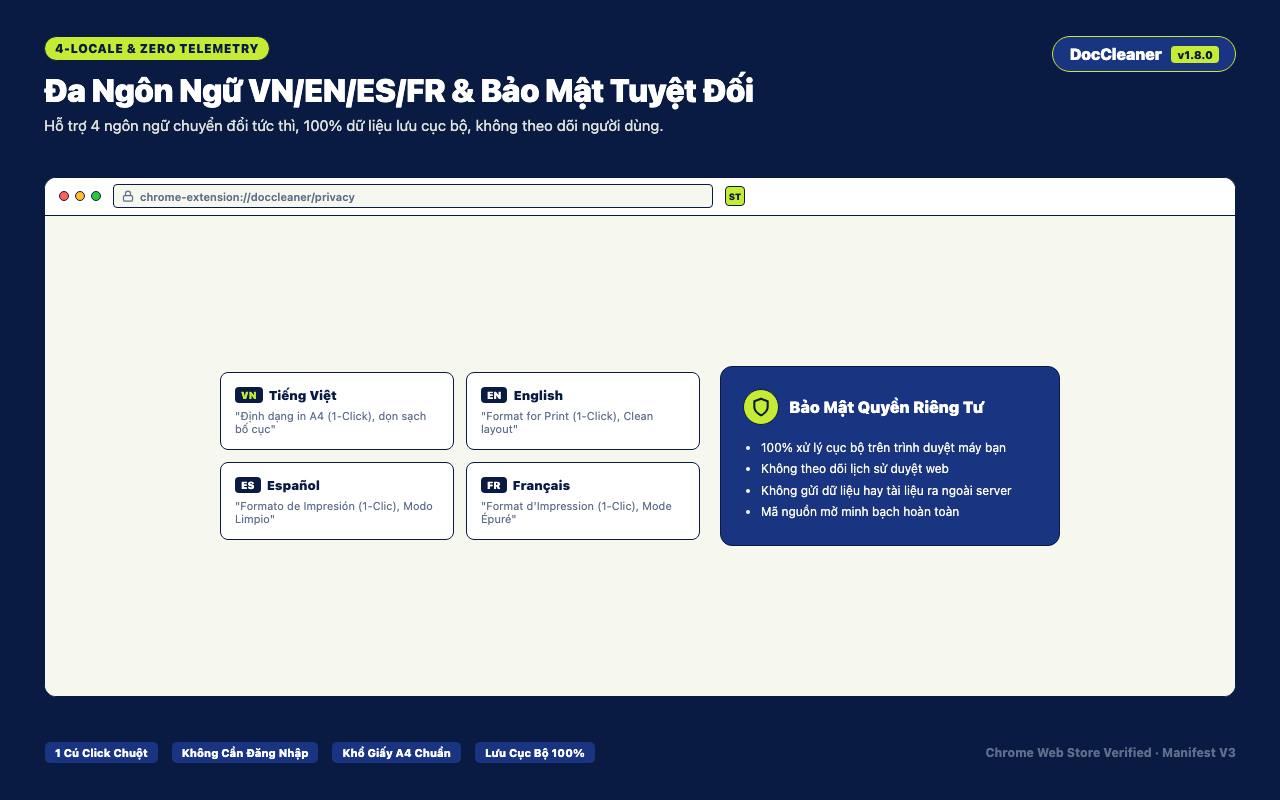 4-LOCALE & ZERO TELEMETRY
DocCleaner v1.8.0
Đa Ngôn Ngữ VN/EN/ES/FR & Bảo Mật Tuyệt Đối
Hỗ trợ 4 ngôn ngữ chuyển đổi tức thì, 100% dữ liệu lưu cục bộ, không theo dõi người dùng.
chrome-extension://doccleaner/privacy
ST
VN Tiếng Việt
"Định dạng in A4 (1-Click), dọn sạch
bố cục"
EN English
"Format for Print (1-Click), Clean
layout"
ES Español
"Formato de Impresión (1-Clic), Modo
Limpio"
FR Français
"Format d'Impression (1-Clic), Mode
Épuré"
Bảo Mật Quyền Riêng Tư
• 100% xử lý cục bộ trên trình duyệt máy bạn
• Không theo dõi lịch sử duyệt web
• Không gửi dữ liệu hay tài liệu ra ngoài server
• Mã nguồn mở minh bạch hoàn toàn
1 Cú Click Chuột
Không Cần Đăng Nhập
Khổ Giấy A4 Chuẩn
Lưu Cục Bộ 100%
Chrome Web Store Verified · Manifest V3